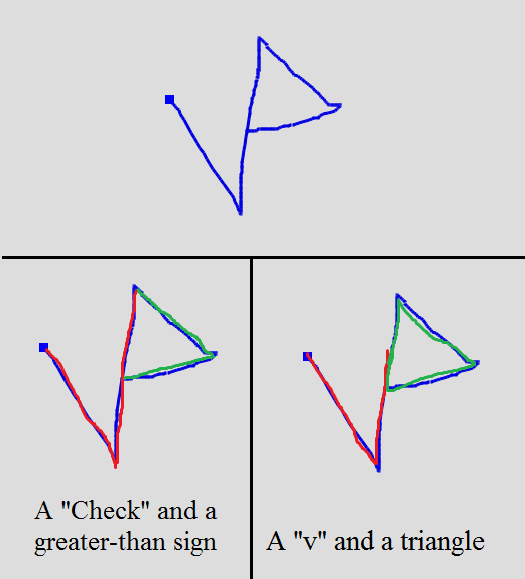 A "Check" and a
greater-than sign
A "v" and a triangle